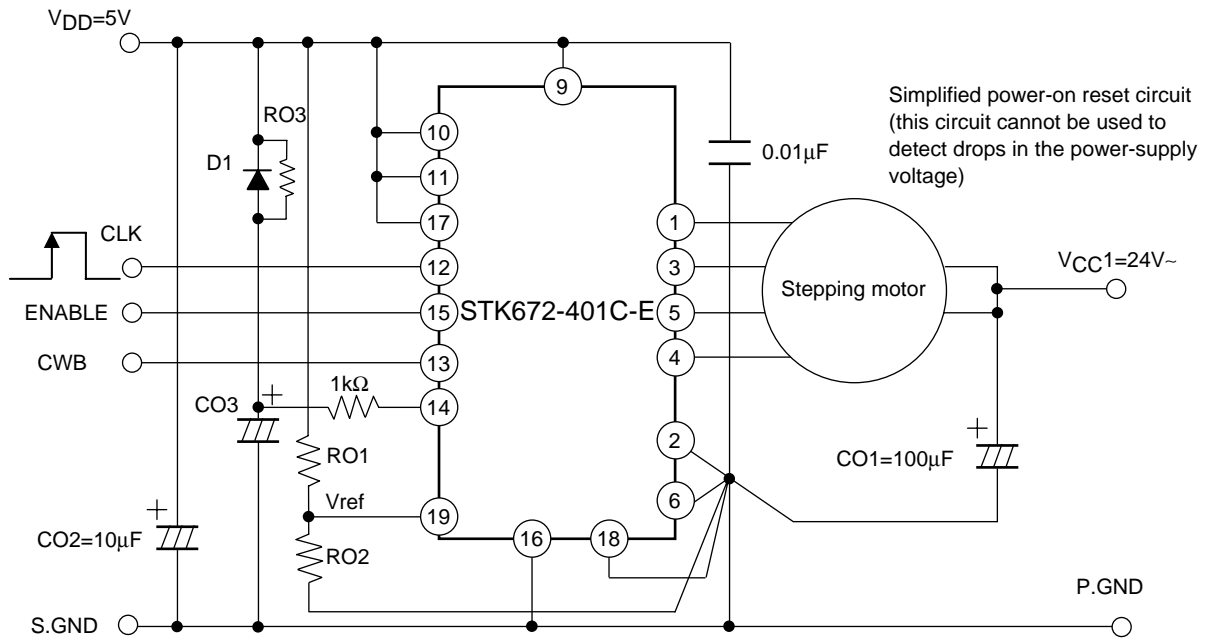 VDD=5V
9
Simplified power-on reset circuit
(this circuit cannot be used to
detect drops in the power-supply
voltage)
RO3
10
0.01µF
D1
11
17
1
CLK
12
3
VCC1=24V~
Stepping motor
ENABLE
15
STK672-401C-E
5
CWB
13
4
1kΩ
+
CO3
14
2
+
CO1=100µF
RO1
6
Vref
19
+
CO2=10µF
RO2
16
18
P.GND
S.GND